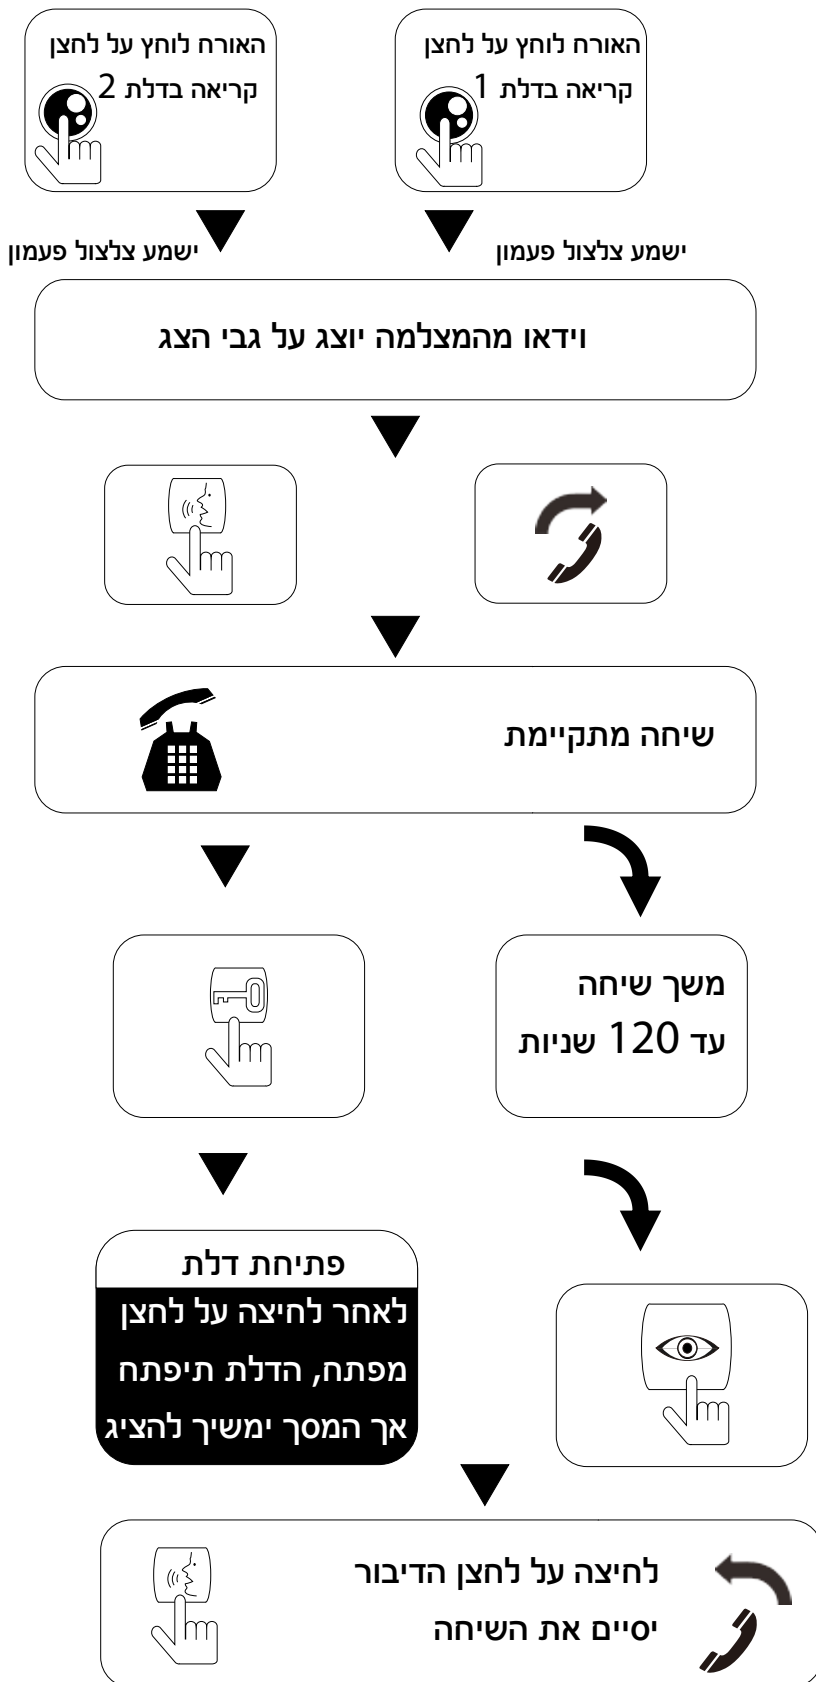 האורח לוחץ על לחצן
קריאה בדלת 1
האורח לוחץ על לחצן
קריאה בדלת 2
ישמע צלצול פעמון
ישמע צלצול פעמון
וידאו מהמצלמה יוצג על גבי הצג
שיחה מתקיימת
משך שיחה
עד 120 שניות
פתיחת דלת
לאחר לחיצה על לחצן
מפתח, הדלת תיפתח
אך המסך ימשיך להציג
לחיצה על לחצן הדיבור
יסיים את השיחה